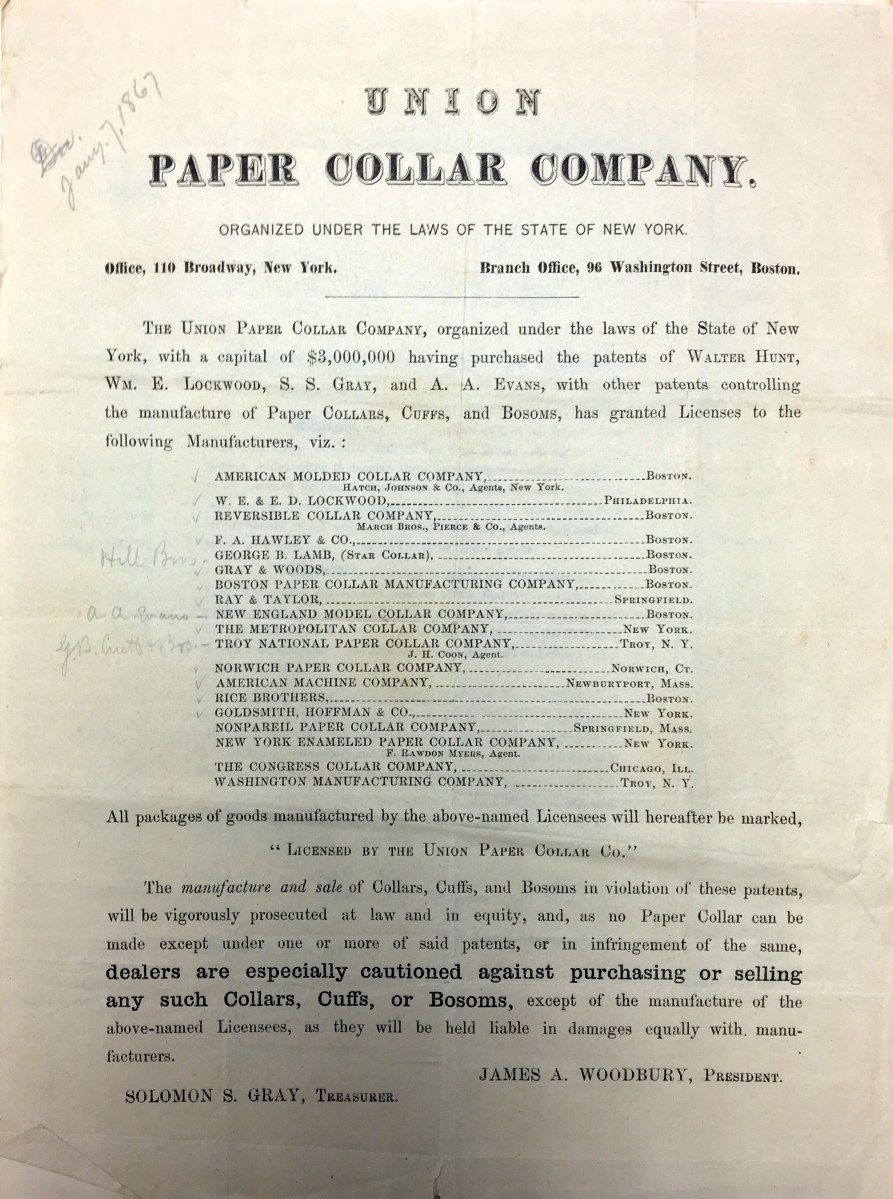 Jany. 7, 1867
UNION
PAPER COLLAR COMPANY.
ORGANIZED UNDER THE LAWS OF THE STATE OF NEW YORK.
Office, 110 Broadway, New York. Branch Office, 96 Washington Street, Boston.
The Union Paper Collar Company, organized under the laws of the State of New
York, with a capital of $3,000,000 having purchased the patents of Walter Hunt,
Wm. E. Lockwood, S. S. Gray, and A. A. Evans, with other patents controlling
the manufacture of Paper Collars, Cuffs, and Bosoms, has granted Licenses to the
following Manufacturers, viz. :
AMERICAN MOLDED COLLAR COMPANY, Boston.
Hatch, Johnson & Co., Agents, New York.
W. E. & E. D. LOCKWOOD, Philadelphia.
REVERSIBLE COLLAR COMPANY, Boston.
March Bros., Pierce & Co., Agents.
F. A. HAWLEY & CO., Boston.
Hill Bros - GEORGE B. LAMB, (Star Collar), Boston.
GRAY & WOODS, Boston.
BOSTON PAPER COLLAR MANUFACTURING COMPANY, Boston.
RAY & TAYLOR, Springfield.
A A Evans - NEW ENGLAND MODEL COLLAR COMPANY, Boston.
THE METROPOLITAN COLLAR COMPANY, New York.
G. B. Cluett & Bro. - TROY NATIONAL PAPER COLLAR COMPANY, Troy, N. Y.
J. H. Coon, Agent.
NORWICH PAPER COLLAR COMPANY, Norwich, Ct.
AMERICAN MACHINE COMPANY, Newburyport, Mass.
RICE BROTHERS, Boston.
GOLDSMITH, HOFFMAN & CO., New York.
NONPAREIL PAPER COLLAR COMPANY, Springfield, Mass.
NEW YORK ENAMELED PAPER COLLAR COMPANY, New York.
F. Rawdon Myers, Agent.
THE CONGRESS COLLAR COMPANY, Chicago, Ill.
WASHINGTON MANUFACTURING COMPANY, Troy, N. Y.
All packages of goods manufactured by the above-named Licensees will hereafter be marked,
“ Licensed by the Union Paper Collar Co.”
The manufacture and sale of Collars, Cuffs, and Bosoms in violation of these patents,
will be vigorously prosecuted at law and in equity, and, as no Paper Collar can be
made except under one or more of said patents, or in infringement of the same,
dealers are especially cautioned against purchasing or selling
any such Collars, Cuffs, or Bosoms, except of the manufacture of the
above-named Licensees, as they will be held liable in damages equally with manu-
facturers.
JAMES A. WOODBURY, President.
SOLOMON S. GRAY, Treasurer.